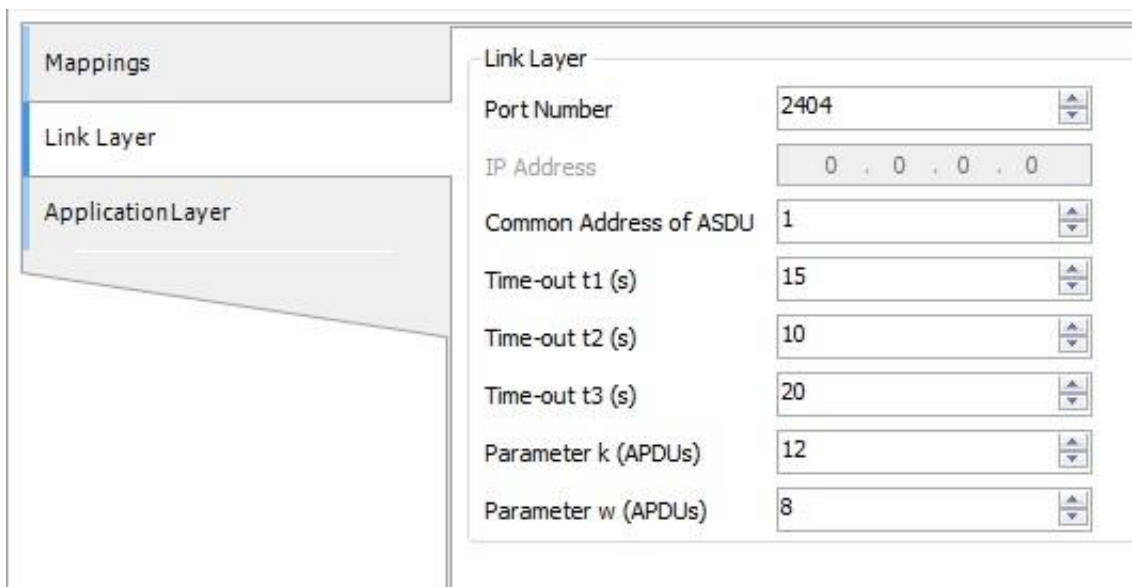 Mappings
Link Layer
ApplicationLayer
Link Layer
Port Number 2404
IP Address 0 . 0 . 0 . 0
Common Address of ASDU 1
Time-out t1 (s) 15
Time-out t2 (s) 10
Time-out t3 (s) 20
Parameter k (APDUs) 12
Parameter w (APDUs) 8